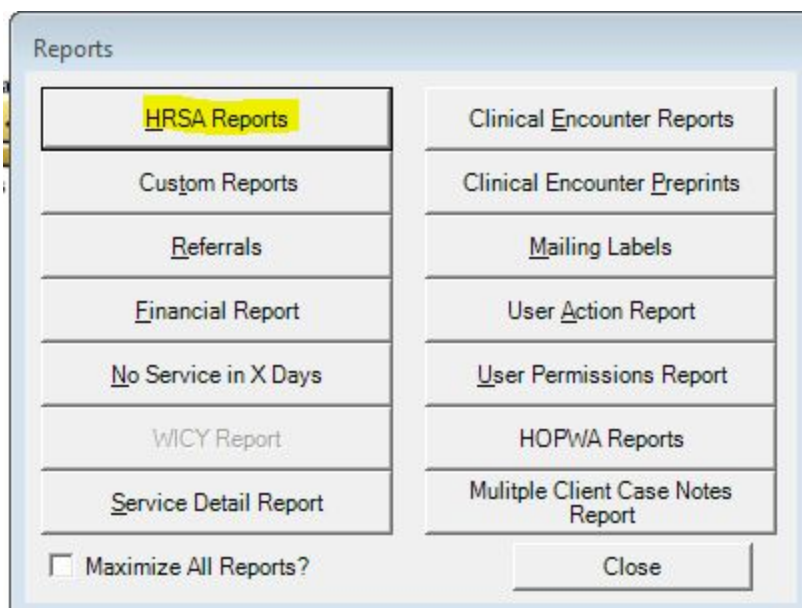 Reports
HRSA Reports
Clinical Encounter Reports
Custom Reports
Clinical Encounter Preprints
Referrals
Mailing Labels
Financial Report
User Action Report
No Service in X Days
User Permissions Report
WICY Report
HOPWA Reports
Service Detail Report
Mulitple Client Case Notes
Report
Maximize All Reports?
Close